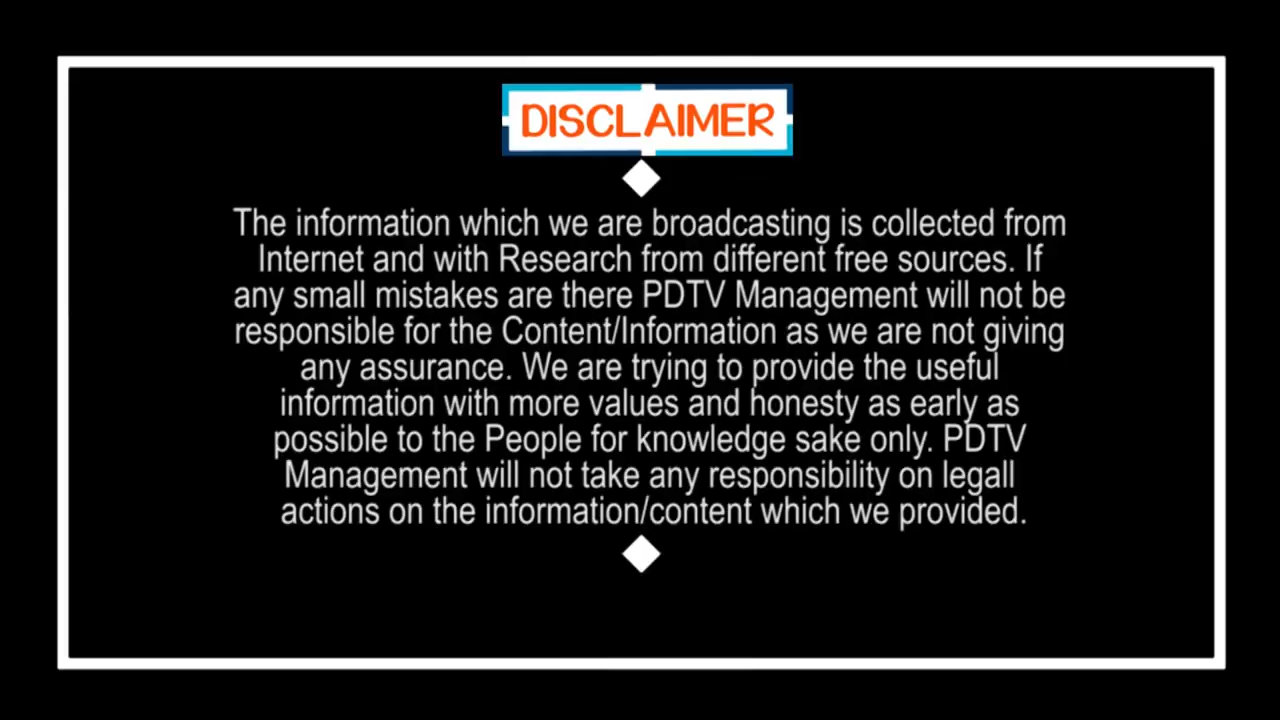 DISCLAIMER
The information which we are broadcasting is collected from
Internet and with Research from different free sources. If
any small mistakes are there PDTV Management will not be
responsible for the Content/Information as we are not giving
any assurance. We are trying to provide the useful
information with more values and honesty as early as
possible to the People for knowledge sake only. PDTV
Management will not take any responsibility on legall
actions on the information/content which we provided.